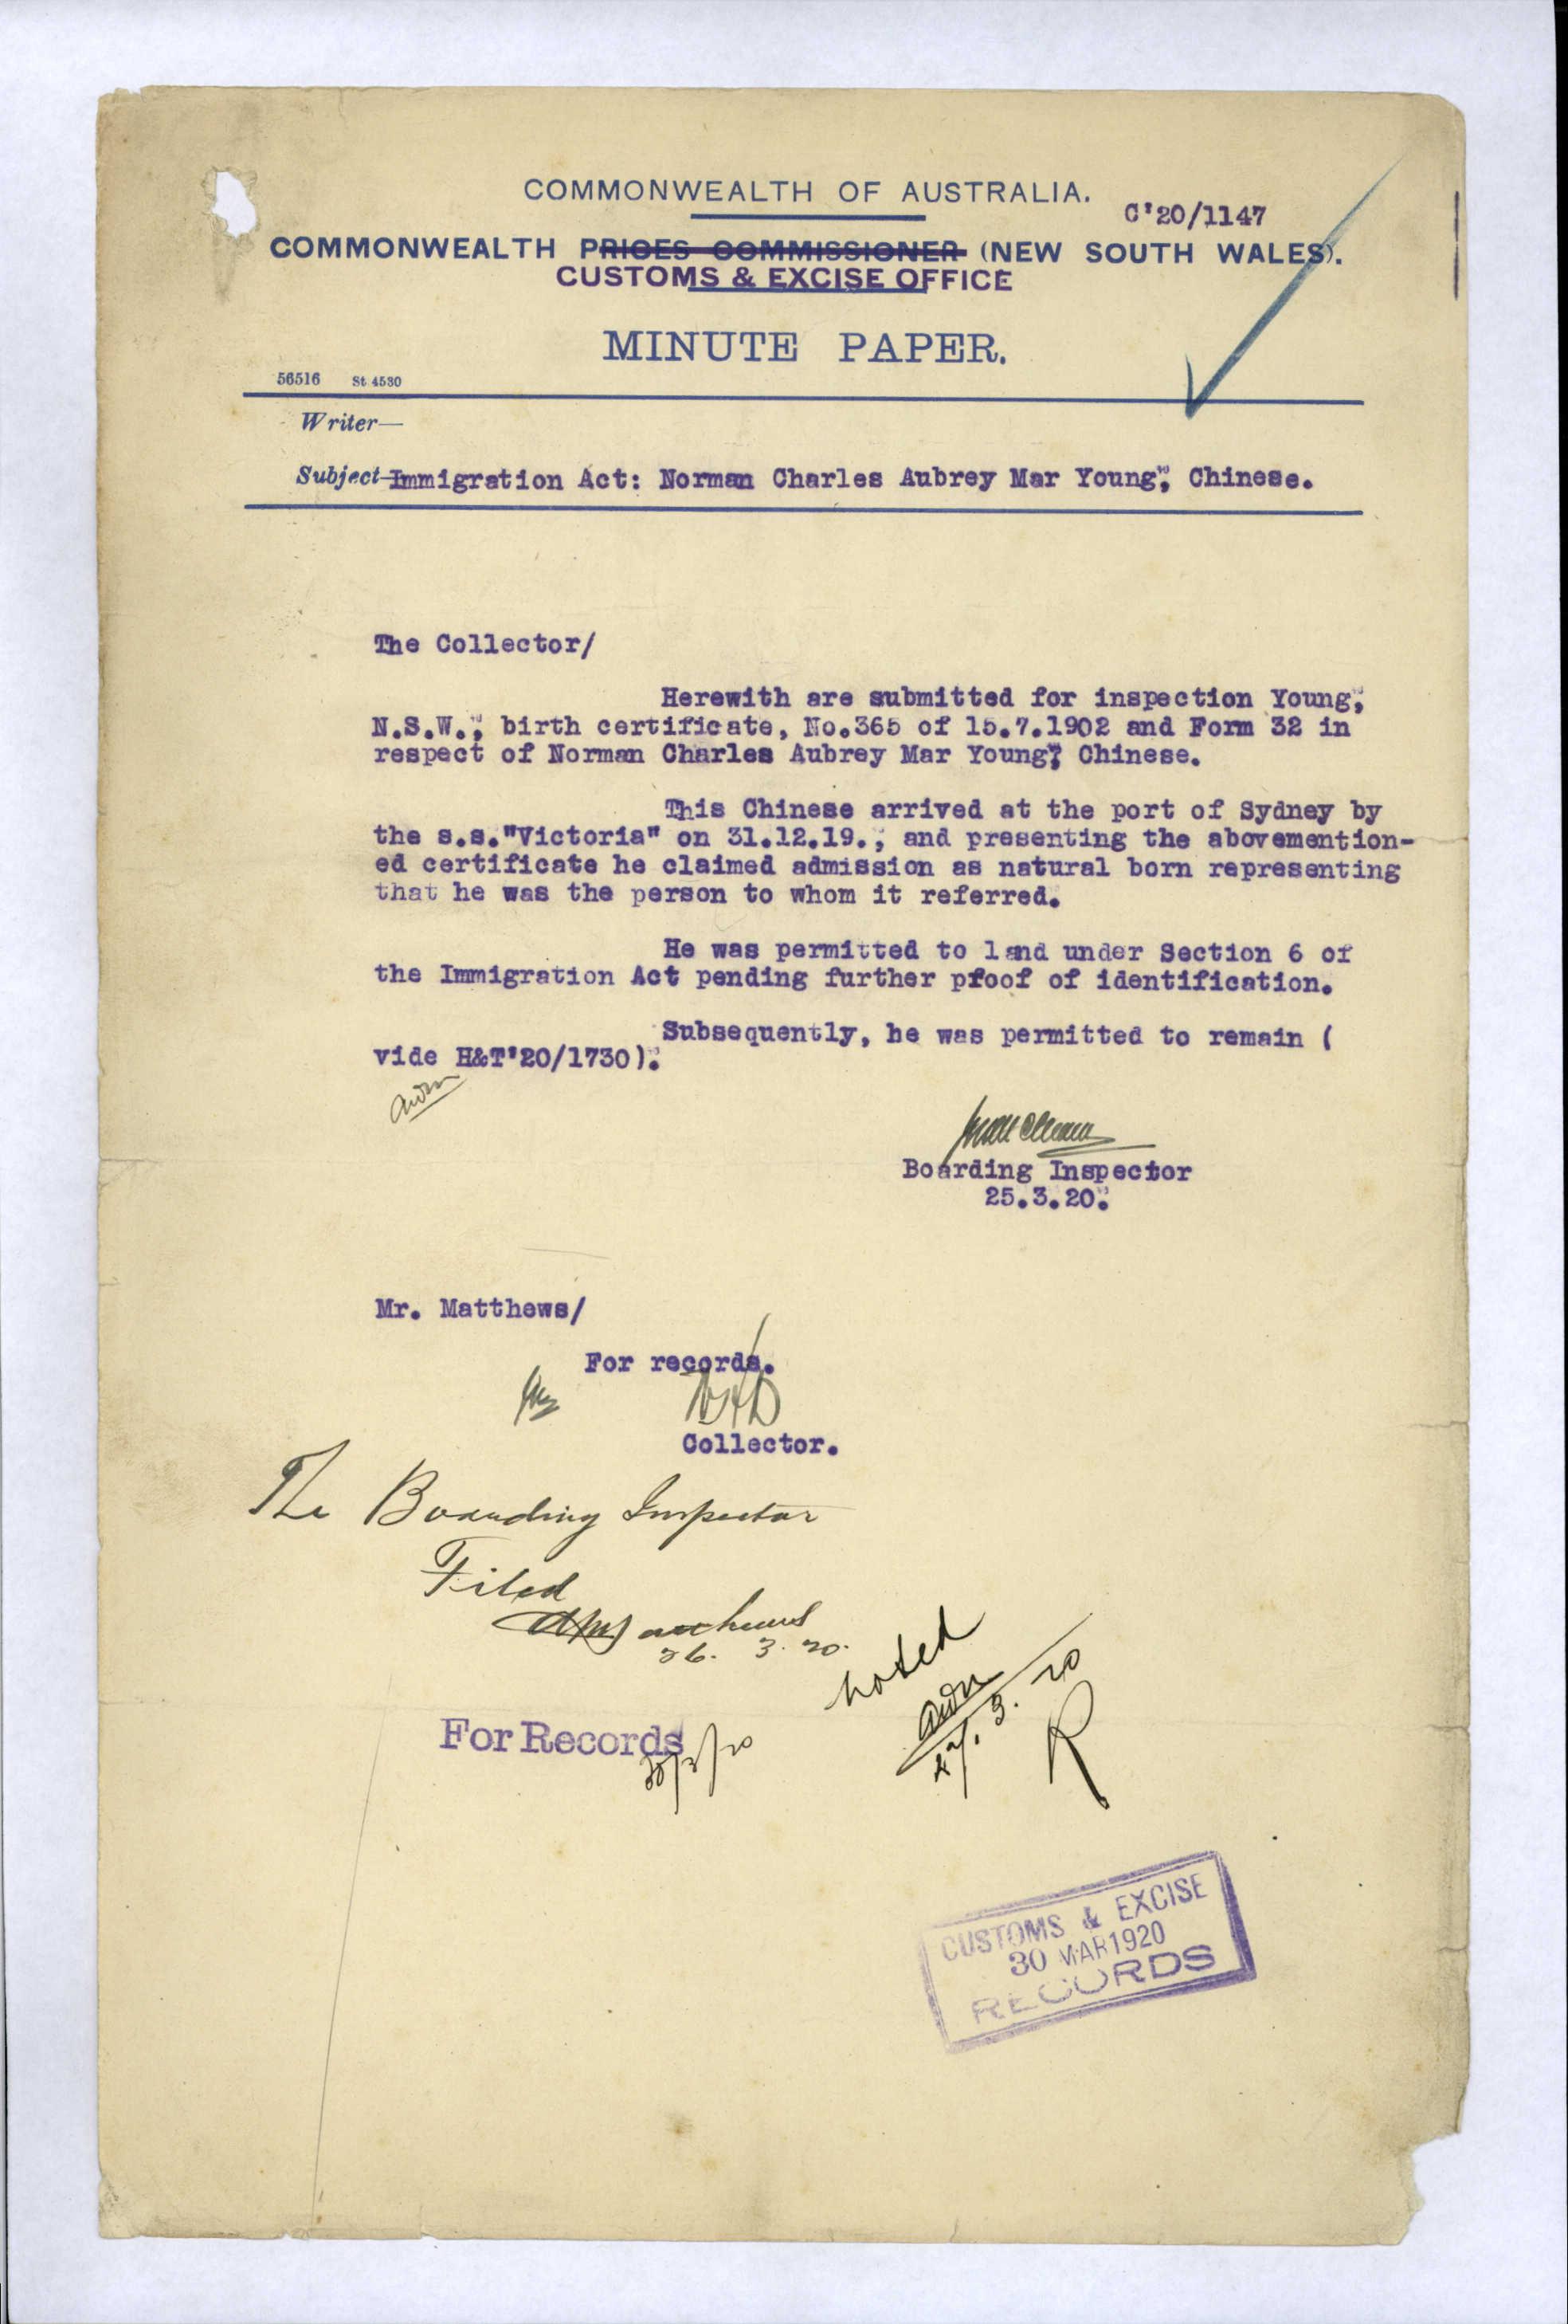 COMMONWEALTH OF AUSTRALIA.
C'20/1147
COMMONWEALTH PRICES COMMISSIONER (NEW SOUTH WALES).
CUSTOMS & EXCISE OFFICE
MINUTE PAPER.
56516 St 4530
Writer—
Subject—Immigration Act: Norman Charles Aubrey Mar Young, Chinese.
The Collector/
Herewith are submitted for inspection Young,
N.S.W., birth certificate, No.365 of 15.7.1902 and Form 32 in
respect of Norman Charles Aubrey Mar Young, Chinese.
This Chinese arrived at the port of Sydney by
the s.s."Victoria" on 31.12.19., and presenting the abovemention-
ed certificate he claimed admission as natural born representing
that he was the person to whom it referred.
He was permitted to land under Section 6 of
the Immigration Act pending further proof of identification.
Subsequently, he was permitted to remain (
vide H&T'20/1730).
Boarding Inspector
25.3.20.
Mr. Matthews/
For records.
Collector.
The Boarding Inspector
Filed
Matthews
26. 3. 20.
noted
27. 3. 20
R
For Records
CUSTOMS & EXCISE
30 MAR 1920
RECORDS